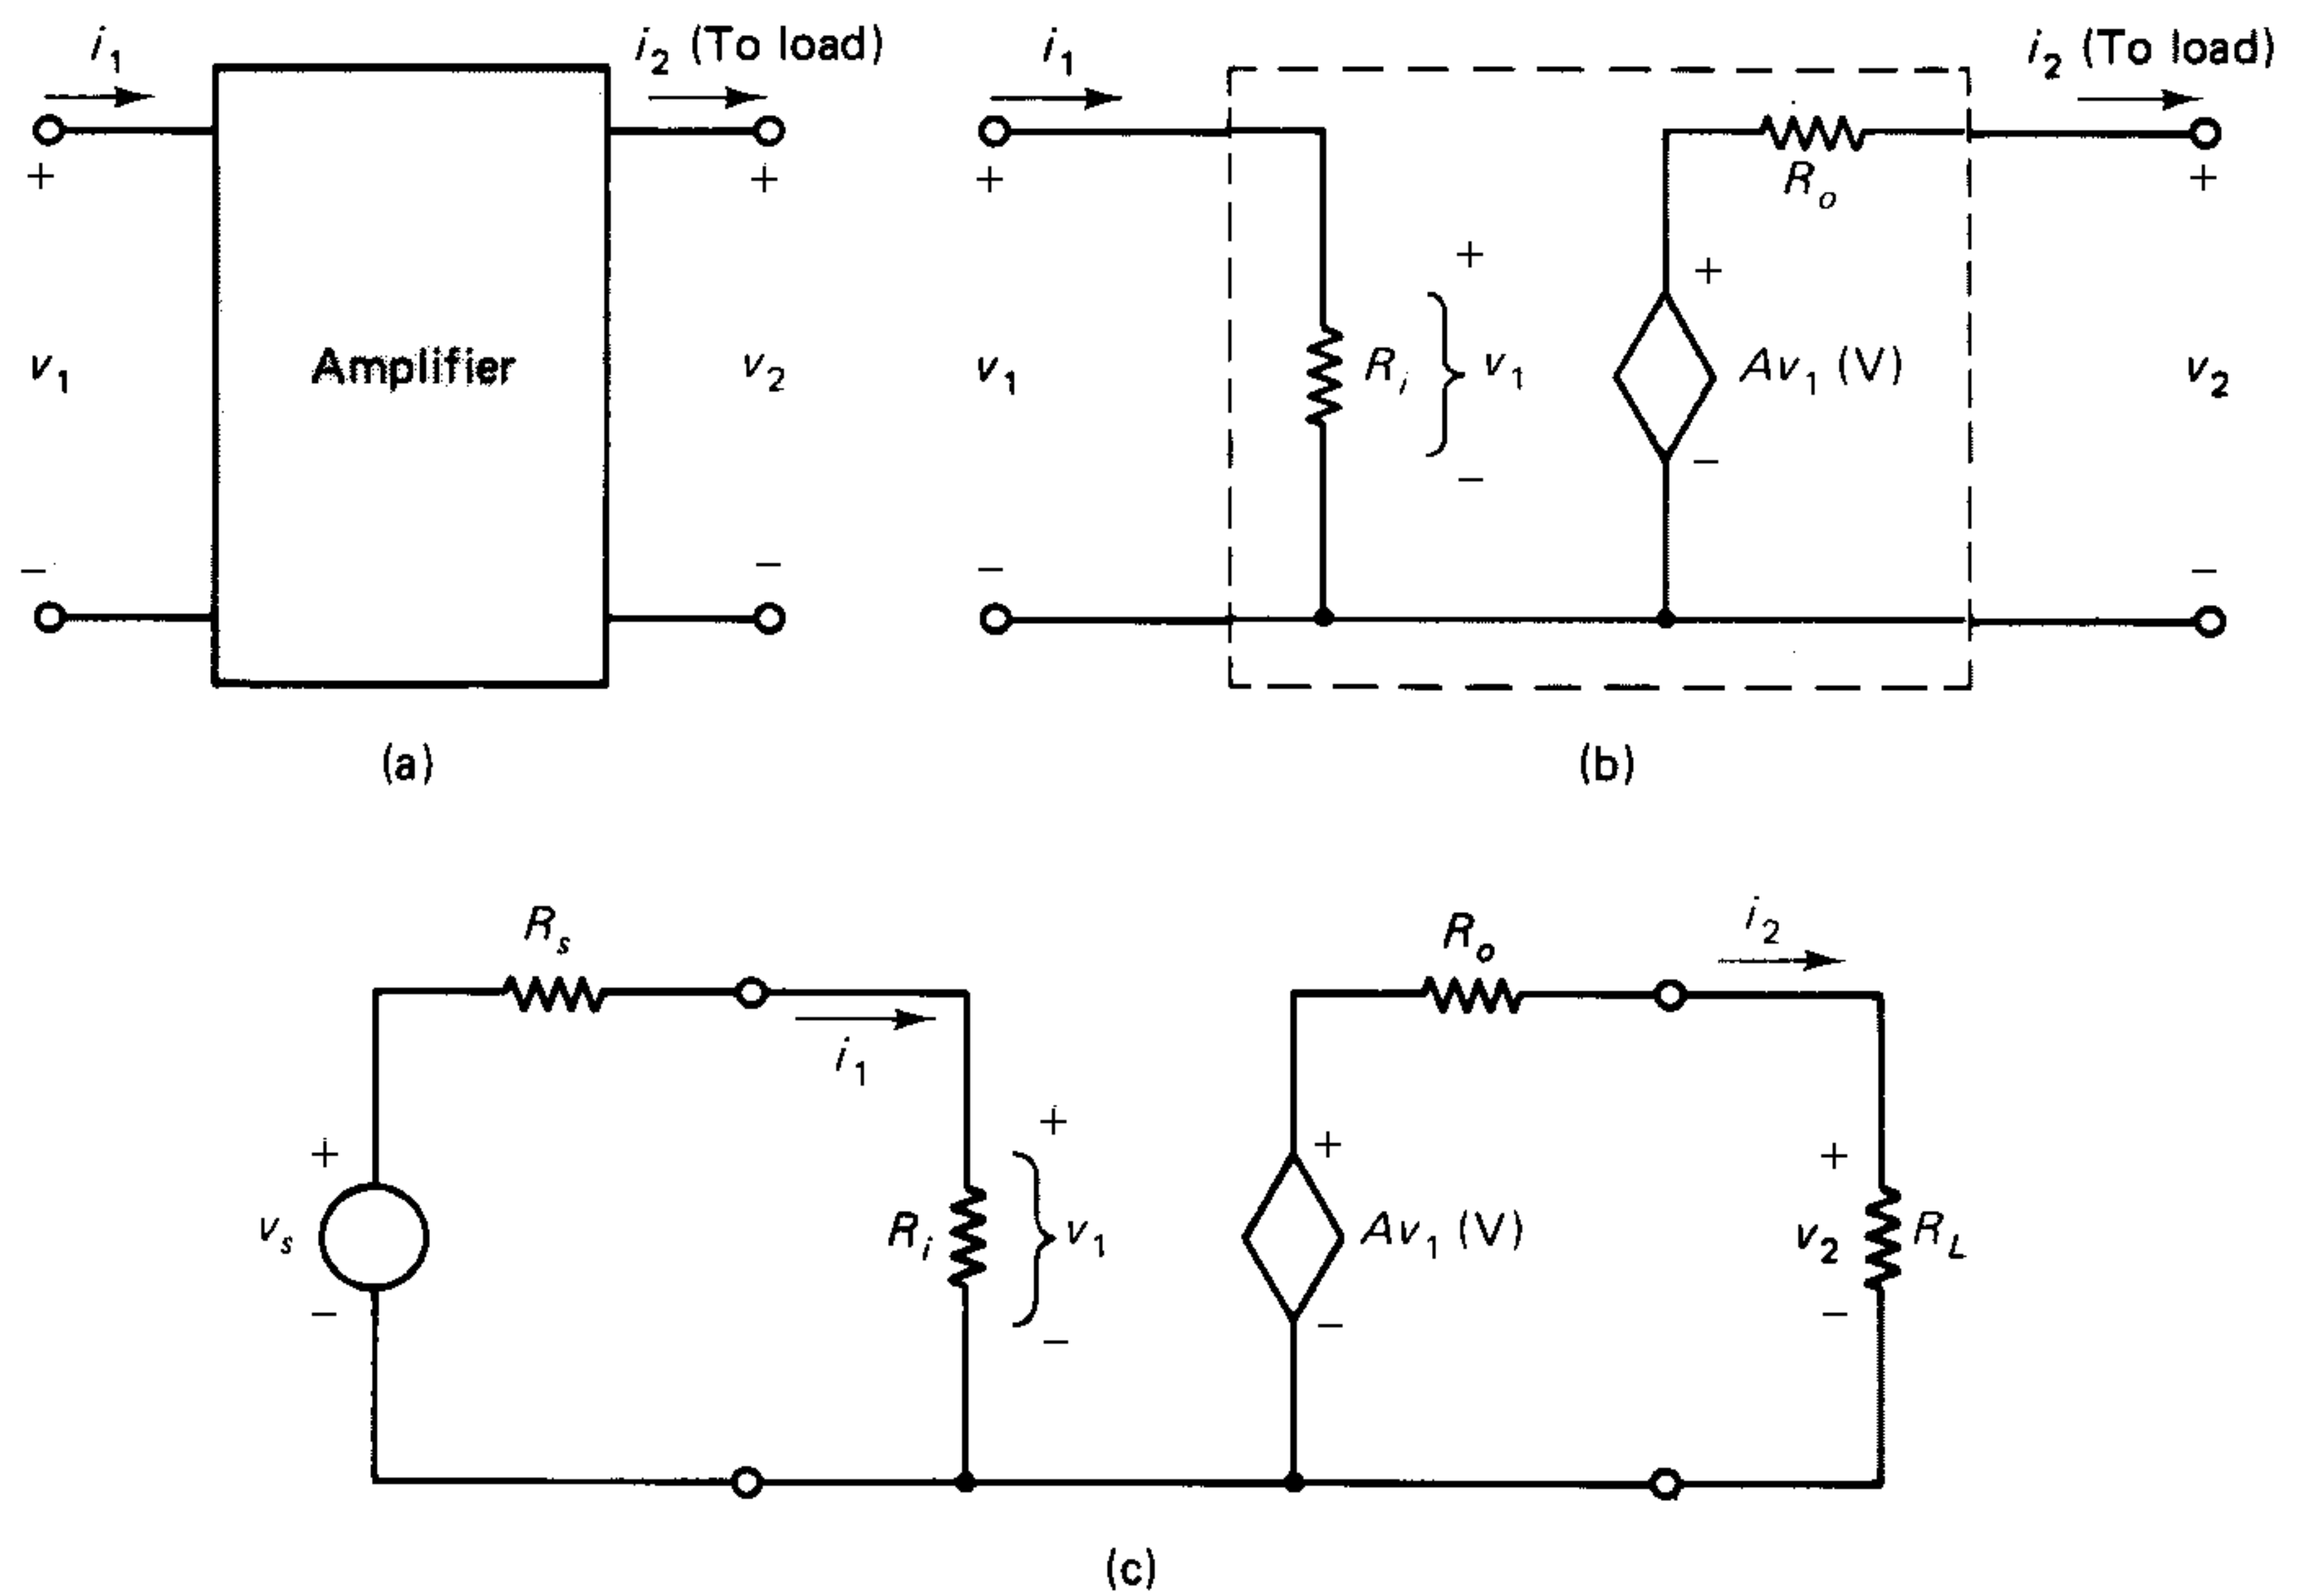 i₁
i₂ (To load)
i₁
i₂ (To load)
+
+
+
Rₒ
+
+
+
v₁
Amplifier
v₂
v₁
Rᵢ
v₁
Av₁ (V)
v₂
−
−
−
−
−
−
(a)
(b)
Rₛ
Rₒ
i₂
i₁
+
+
+
+
vₛ
Rᵢ
v₁
Av₁ (V)
v₂
R_L
−
−
−
−
(c)